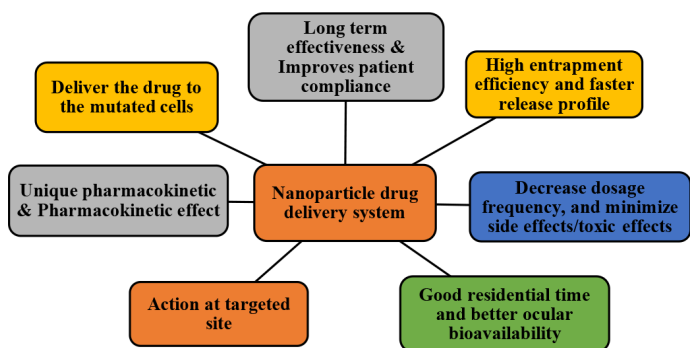 Long term
effectiveness &
Improves patient
compliance
High entrapment
efficiency and faster
release profile
Deliver the drug to
the mutated cells
Unique pharmacokinetic
& Pharmacokinetic effect
Nanoparticle drug
delivery system
Decrease dosage
frequency, and minimize
side effects/toxic effects
Action at targeted
site
Good residential time
and better ocular
bioavailability